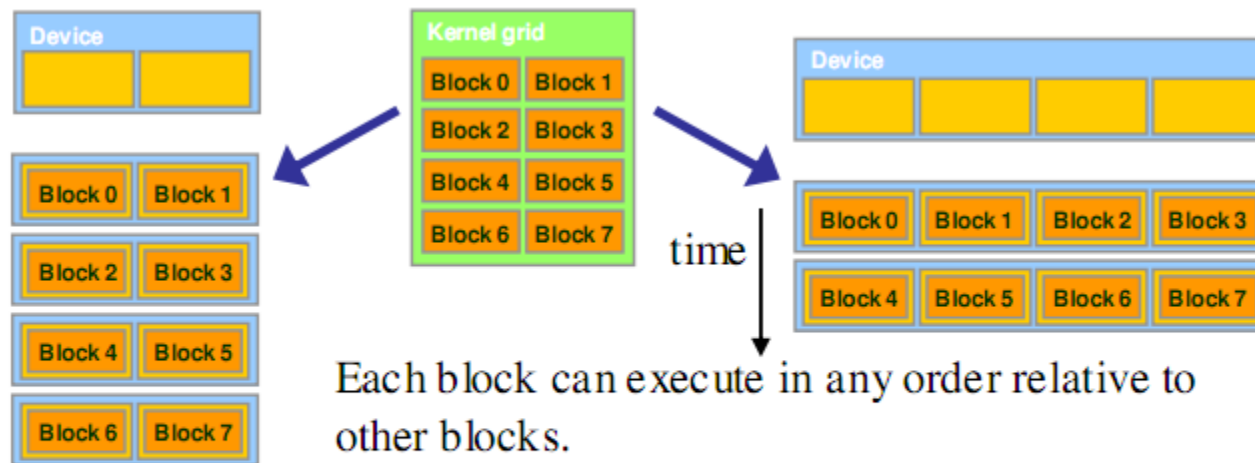 Device
Block 0 Block 1
Block 2 Block 3
Block 4 Block 5
Block 6 Block 7
Kernel grid
Block 0 Block 1
Block 2 Block 3
Block 4 Block 5
Block 6 Block 7
Device
Block 0 Block 1 Block 2 Block 3
Block 4 Block 5 Block 6 Block 7
time
Each block can execute in any order relative to
other blocks.